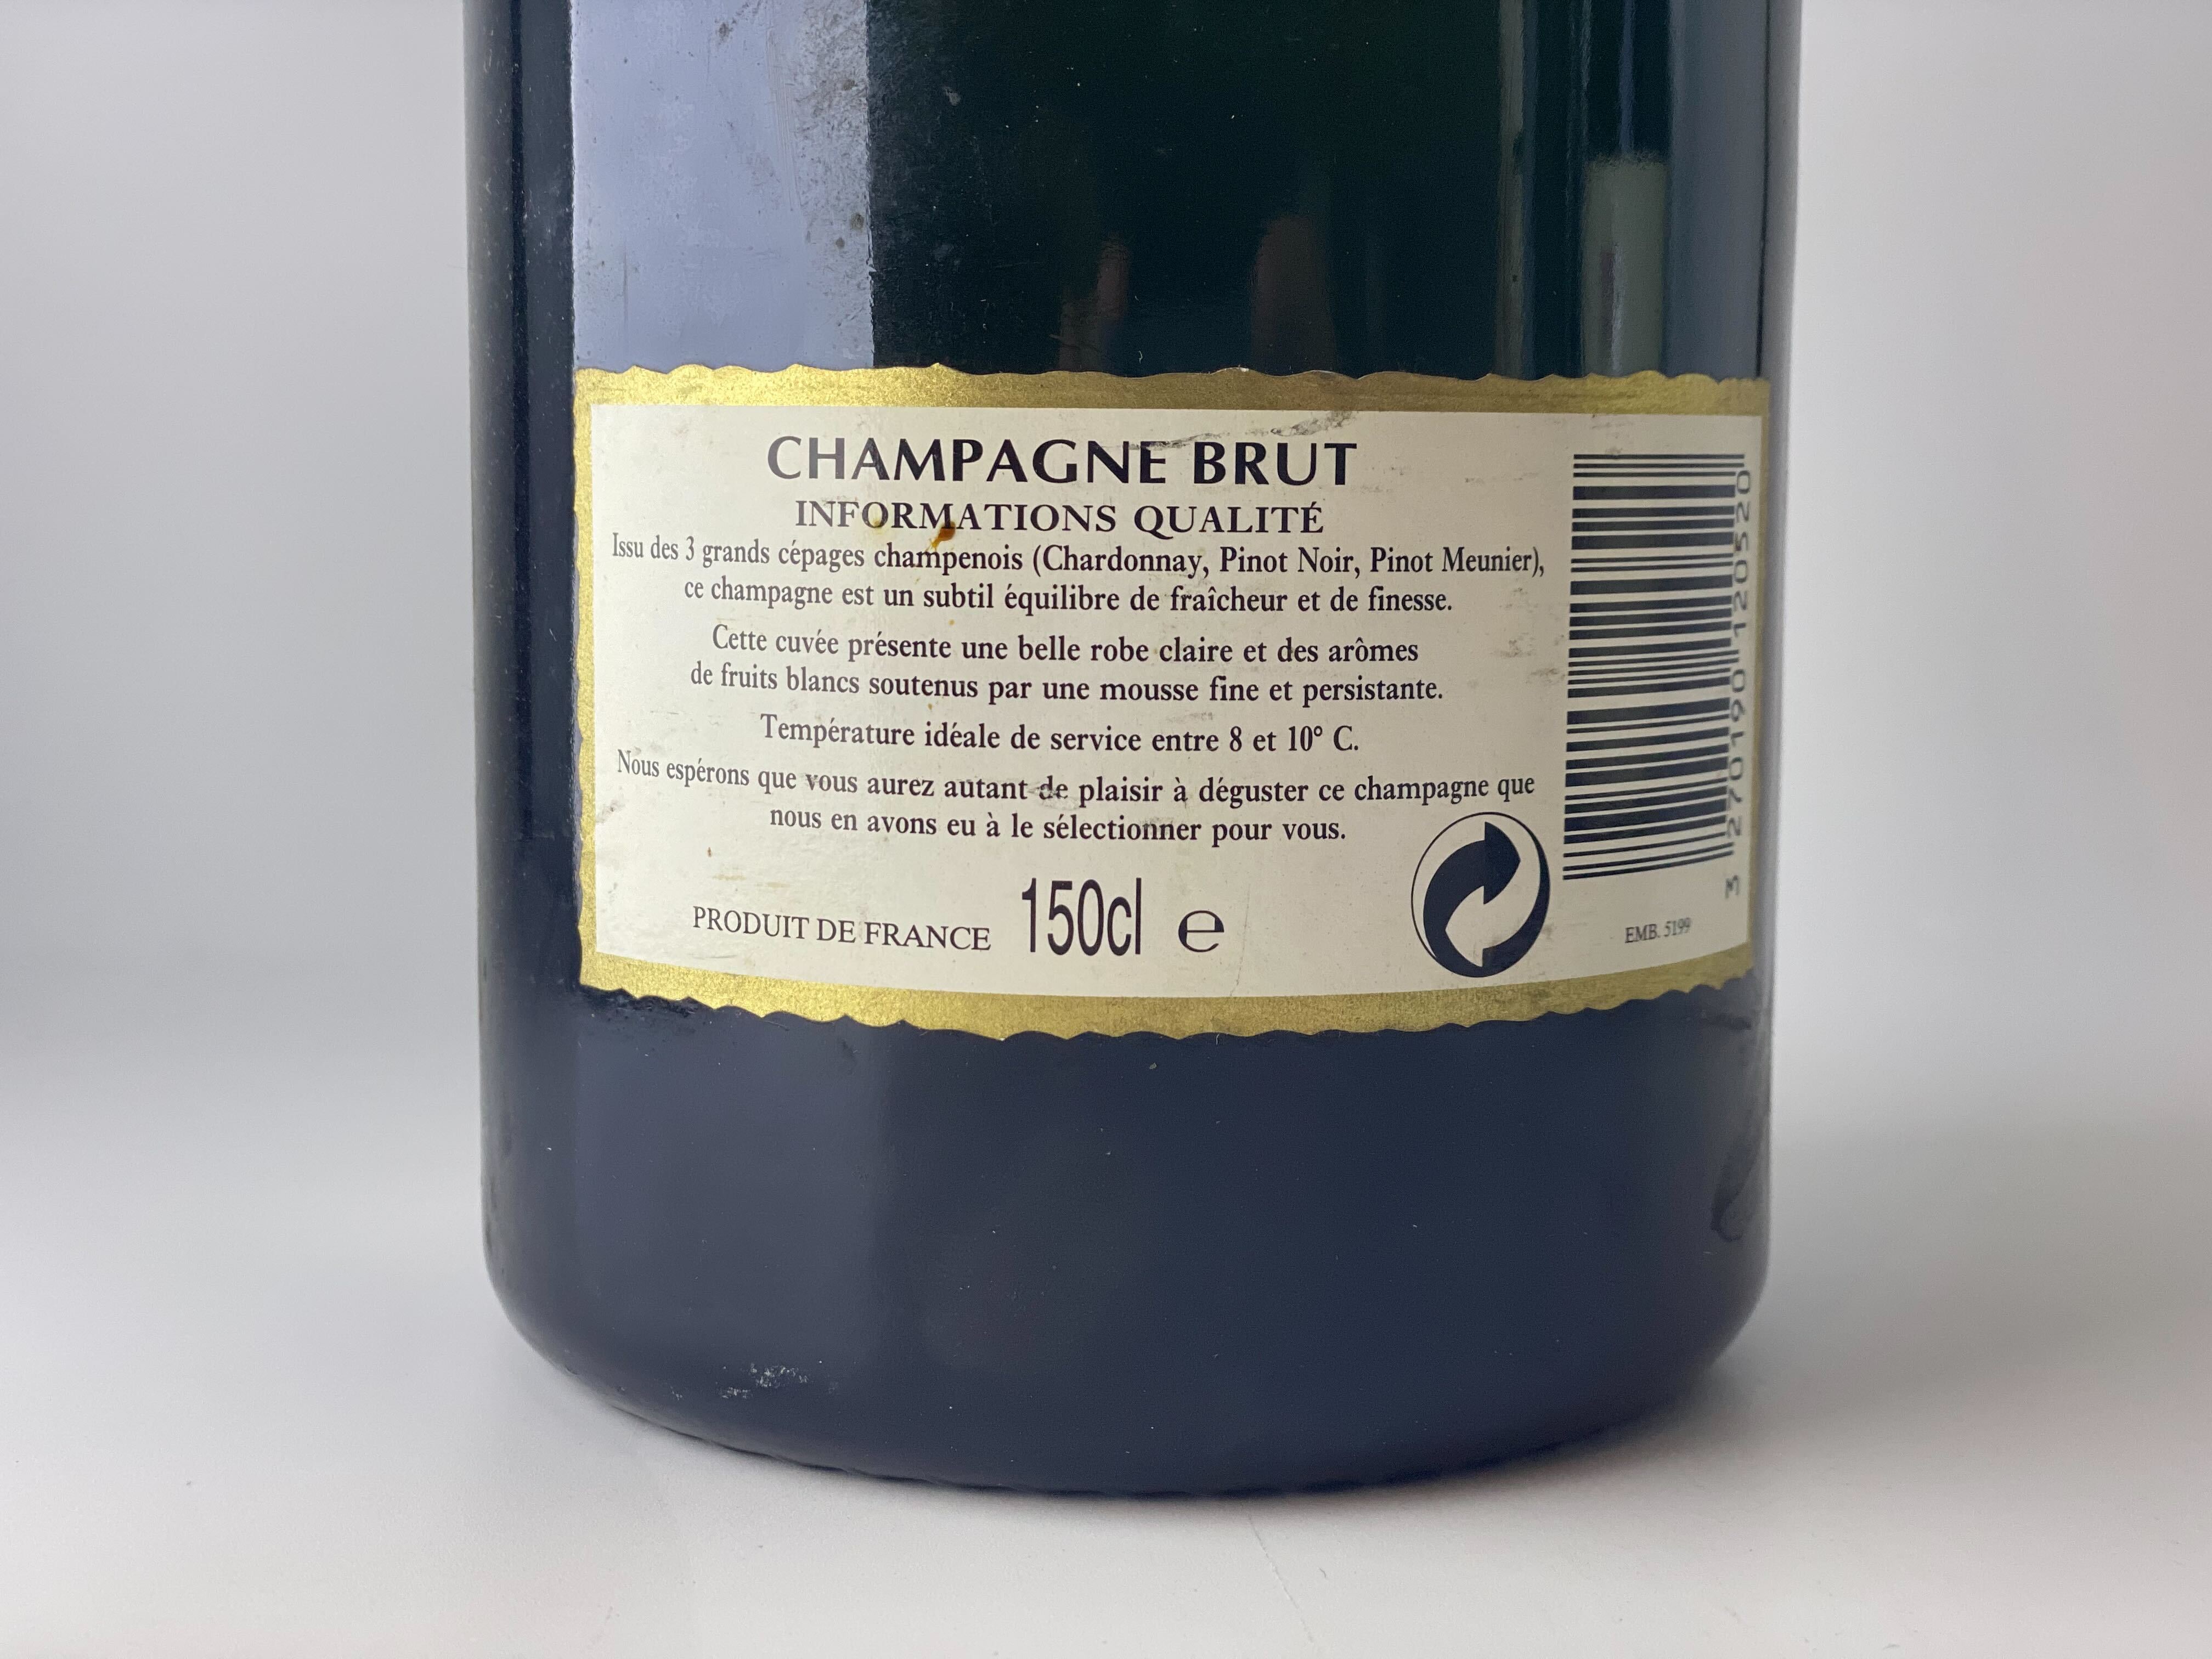 CHAMPAGNE BRUT
INFORMATIONS QUALITÉ
Issu des 3 grands cépages champenois (Chardonnay, Pinot Noir, Pinot Meunier),
ce champagne est un subtil équilibre de fraîcheur et de finesse.
Cette cuvée présente une belle robe claire et des arômes
de fruits blancs soutenus par une mousse fine et persistante.
Température idéale de service entre 8 et 10° C.
Nous espérons que vous aurez autant de plaisir à déguster ce champagne que
nous en avons eu à le sélectionner pour vous.
PRODUIT DE FRANCE 150cl e
3 270190 120520
EMB. 5199